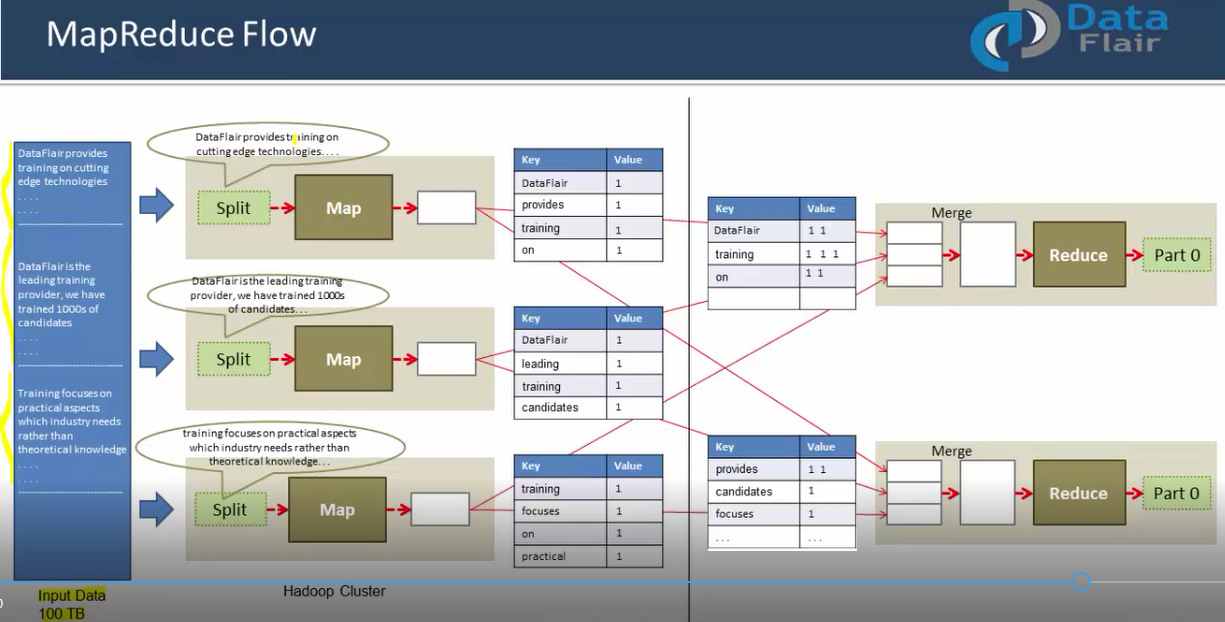 MapReduce Flow
Data
Flair
DataFlair provides
training on cutting
edge technologies
. . . .
. . . .
DataFlair is the
leading training
provider, we have
trained 1000s of
candidates
. . . .
. . . .
Training focuses on
practical aspects
which industry needs
rather than
theoretical knowledge
. . . .
. . . .
Input Data
100 TB
DataFlair provides training on
cutting edge technologies. . . .
Split
Map
DataFlair is the leading training
provider, we have trained 1000s
of candidates. . .
Split
Map
training focuses on practical aspects
which industry needs rather than
theoretical knowledge. . .
Split
Map
Hadoop Cluster
Key Value
DataFlair 1
provides 1
training 1
on 1
Key Value
DataFlair 1
leading 1
training 1
candidates 1
Key Value
training 1
focuses 1
on 1
practical 1
Key Value
DataFlair 1 1
training 1 1 1
on 1 1
Key Value
provides 1 1
candidates 1
focuses 1
. . . . . .
Merge
Reduce
Part 0
Merge
Reduce
Part 0